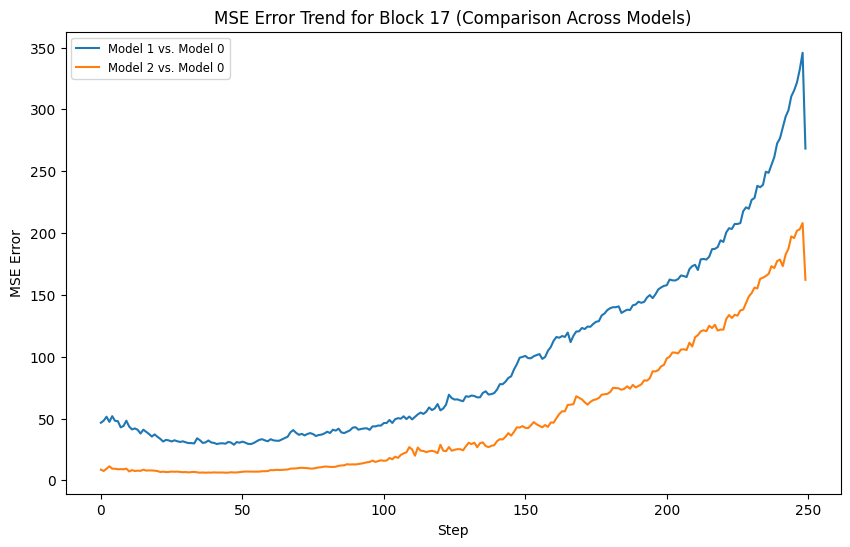 MSE Error Trend for Block 17 (Comparison Across Models)
Model 1 vs. Model 0
Model 2 vs. Model 0
MSE Error
350
300
250
200
150
100
50
0
0 50 100 150 200 250
Step